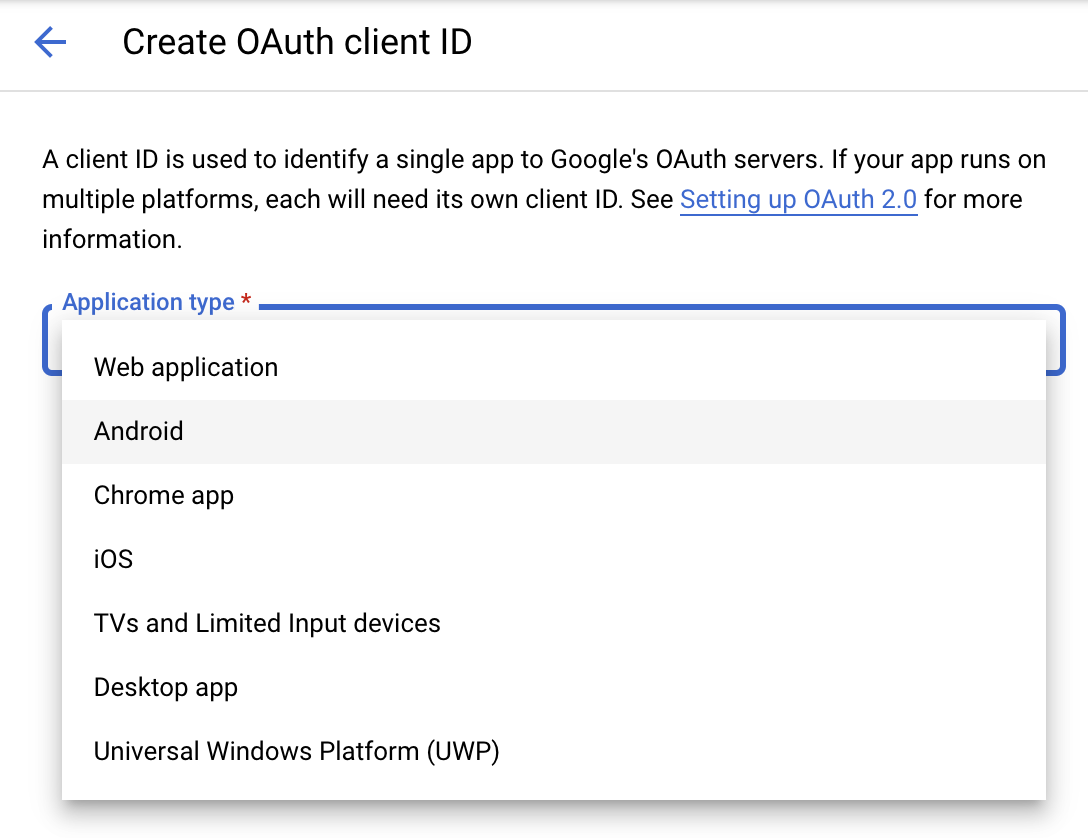 Create OAuth client ID
A client ID is used to identify a single app to Google's OAuth servers. If your app runs on
multiple platforms, each will need its own client ID. See Setting up OAuth 2.0 for more
information.
Application type *
Web application
Android
Chrome app
iOS
TVs and Limited Input devices
Desktop app
Universal Windows Platform (UWP)